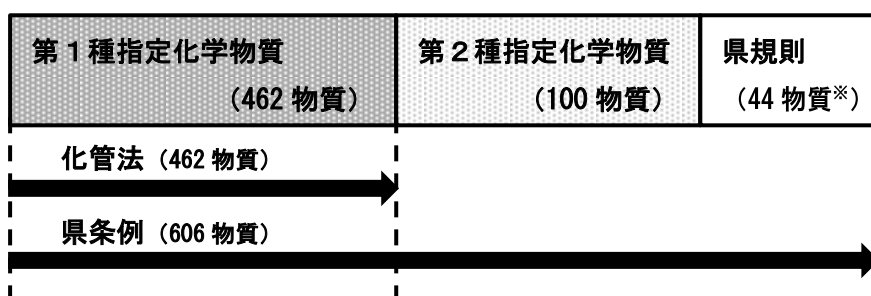 第1種指定化学物質
(462 物質)
第2種指定化学物質
(100 物質)
県規則
(44 物質※)
化管法 (462 物質)
県条例 (606 物質)